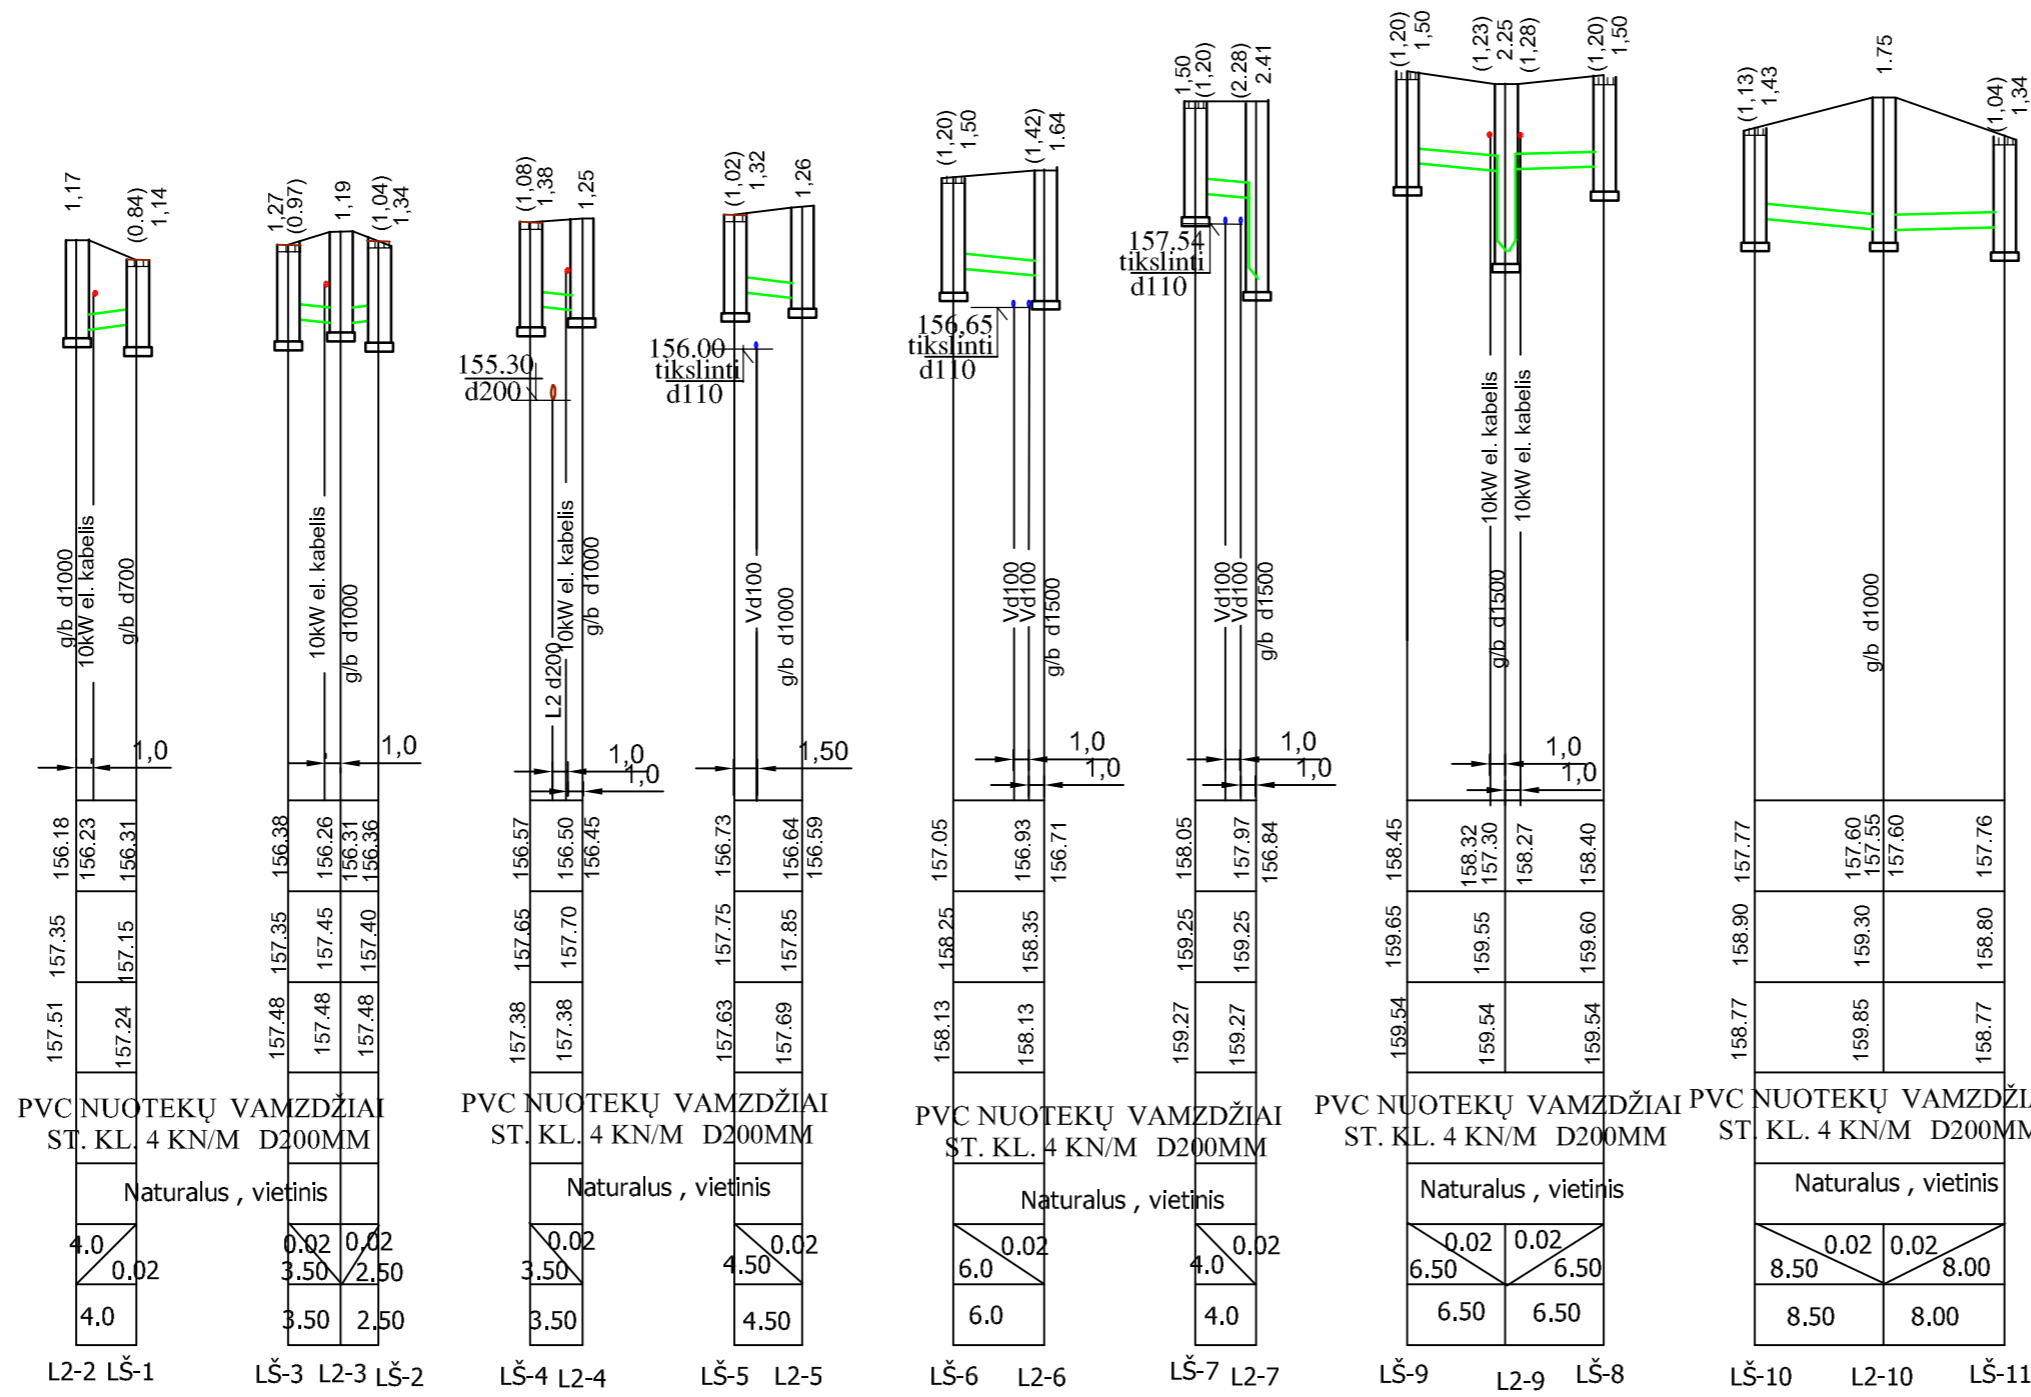 1,17
(0.84)
1,14
1,27
(0.97)
1,19
(1,04)
1,34
(1,08)
1,38
1,25
(1,02)
1,32
1,26
(1,20)
1,50
(1,42)
1.64
1,50
(1,20)
(2.28)
2.41
(1,20)
1,50
(1,23)
2.25
(1,28)
(1,20)
1,50
(1,13)
1,43
1.75
(1,04)
1,34
155.30
d200
156.00
tikslinti
d110
156,65
tikslinti
d110
157.54
tikslinti
d110
g/b d1000
10kW el. kabelis
g/b d700
10kW el. kabelis
g/b d1000
L2 d200
10kW el. kabelis
g/b d1000
Vd100
g/b d1000
Vd100
Vd100
g/b d1500
Vd100
Vd100
g/b d1500
10kW el. kabelis
g/b d1500
10kW el. kabelis
g/b d1000
1,0
1,0
1,0
1,0
1,50
1,0
1,0
1,0
1,0
1,0
156.18
156.23
156.31
156.38
156.26
156.31
156.36
156.57
156.50
156.45
156.73
156.64
156.59
157.05
156.93
156.71
158.05
157.97
156.84
158.45
158.32
157.30
158.27
158.40
157.77
157.60
157.55
157.60
157.76
157.35
157.15
157.35
157.45
157.40
157.65
157.70
157.75
157.85
158.25
158.35
159.25
159.25
159.65
159.55
159.60
158.90
159.30
158.80
157.51
157.24
157.48
157.48
157.48
157.38
157.38
157.63
157.69
158.13
158.13
159.27
159.27
159.54
159.54
159.54
158.77
159.85
158.77
PVC NUOTEKŲ VAMZDŽIAI
ST. KL. 4 KN/M D200MM
PVC NUOTEKŲ VAMZDŽIAI
ST. KL. 4 KN/M D200MM
PVC NUOTEKŲ VAMZDŽIAI
ST. KL. 4 KN/M D200MM
PVC NUOTEKŲ VAMZDŽIAI
ST. KL. 4 KN/M D200MM
PVC NUOTEKŲ
ST. KL. 4 KN/M
Naturalus , vietinis
Naturalus , vietinis
Naturalus , vietinis
Naturalus , vietinis
Naturalus , vietinis
4.0
0.02
0.02
3.50
0,02
2.50
0.02
3.50
0.02
4.50
0.02
6.0
0.02
4.0
0.02
6.50
0.02
6.50
0.02
8.50
0.02
8.00
4.0
3.50
2.50
3.50
4.50
6.0
4.0
6.50
6.50
8.50
8.00
L2-2 LŠ-1
LŠ-3 L2-3 LŠ-2
LŠ-4 L2-4
LŠ-5 L2-5
LŠ-6 L2-6
LŠ-7 L2-7
LŠ-9 L2-9 LŠ-8
LŠ-10 L2-10 LŠ-11